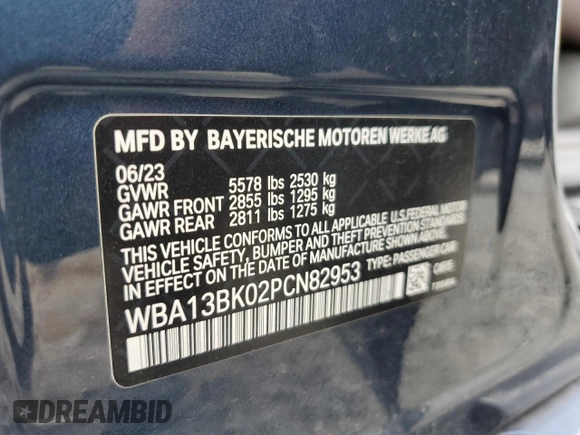 MFD BY BAYERISCHE MOTOREN WERKE AG
06/23
GVWR 5578 lbs 2530 kg
GAWR FRONT 2855 lbs 1295 kg
GAWR REAR 2811 lbs 1275 kg
THIS VEHICLE CONFORMS TO ALL APPLICABLE U.S. FEDERAL MOTOR
VEHICLE SAFETY, BUMPER AND THEFT PREVENTION STANDARDS
IN EFFECT ON THE DATE OF MANUFACTURE SHOWN ABOVE.
WBA13BK02PCN82953 TYPE: PASSENGER CAR
DREAMBID